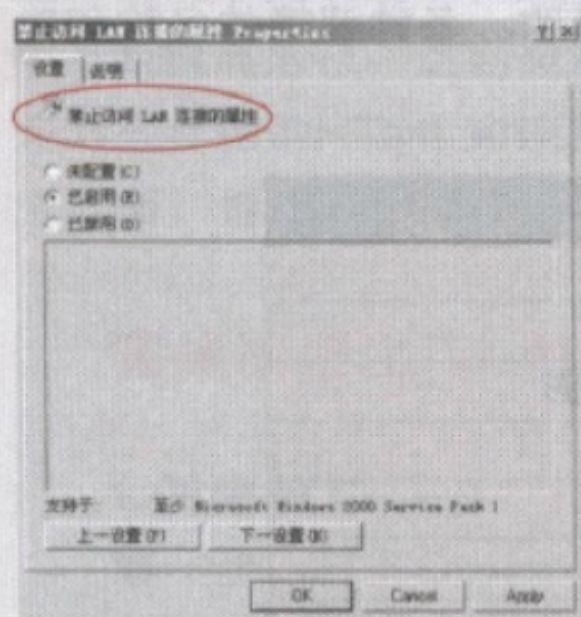 禁止访问 LAN 连接的属性 Properties
设置 说明
禁止访问 LAN 连接的属性
未配置(C)
已启用(E)
已禁用(D)
支持于: 至少 Microsoft Windows 2000 Service Pack 1
上一设置(P) 下一设置(N)
OK Cancel Apply